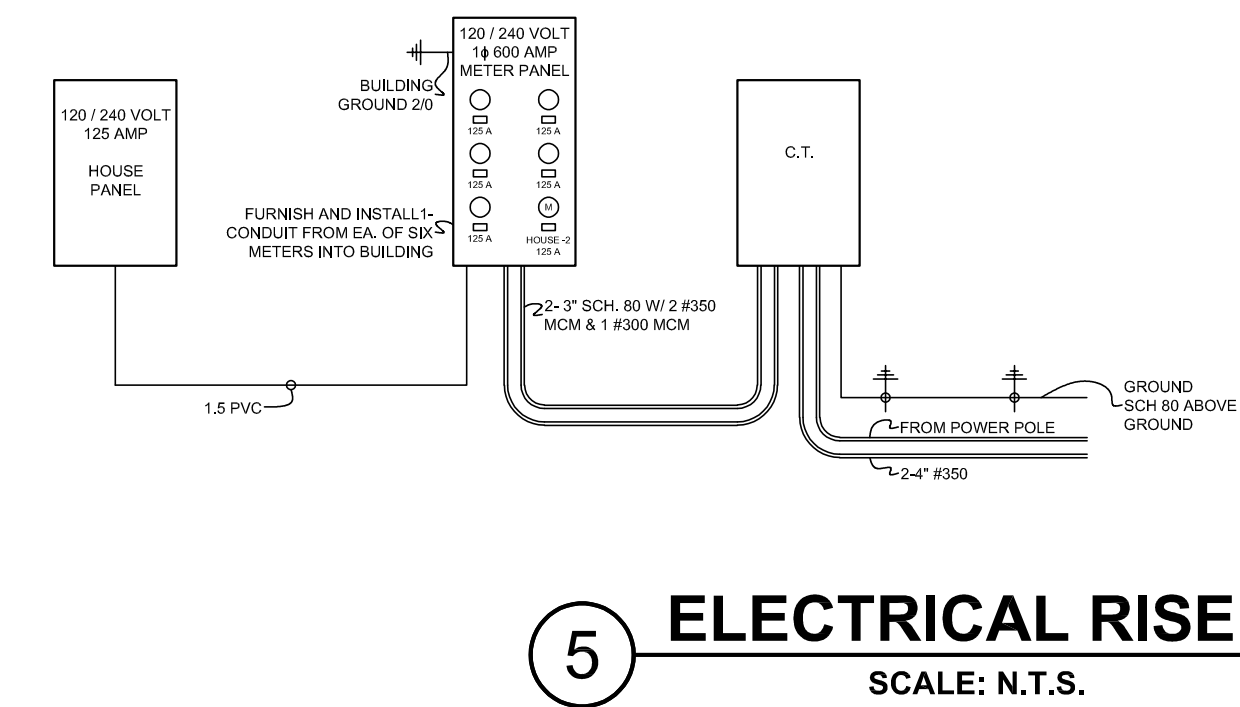 120 / 240 VOLT
125 AMP
HOUSE
PANEL
BUILDING
GROUND 2/0
120 / 240 VOLT
1ϕ 600 AMP
METER PANEL
125 A
125 A
125 A
125 A
125 A
M
HOUSE -2
125 A
FURNISH AND INSTALL1-
CONDUIT FROM EA. OF SIX
METERS INTO BUILDING
C.T.
2- 3" SCH. 80 W/ 2 #350
MCM & 1 #300 MCM
1.5 PVC
GROUND
SCH 80 ABOVE
GROUND
FROM POWER POLE
2-4" #350
5
ELECTRICAL RISE
SCALE: N.T.S.